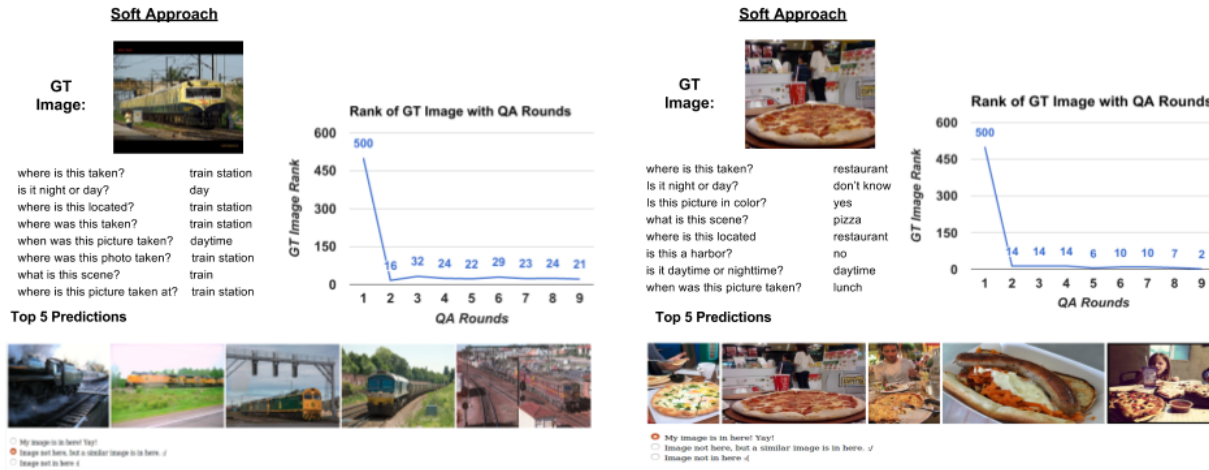 Soft Approach
GT
Image:
where is this taken? train station
is it night or day? day
where is this located? train station
where was this taken? train station
when was this picture taken? daytime
where was this photo taken? train station
what is this scene? train
where is this picture taken at? train station
Rank of GT Image with QA Rounds
GT Image Rank
600
450
300
150
0
500 16 32 24 22 29 23 24 21
1 2 3 4 5 6 7 8 9
QA Rounds
Top 5 Predictions
My image is in here! Yay!
Image not here, but a similar image is in here. :/
Image not in here :(
Soft Approach
GT
Image:
where is this taken? restaurant
Is it night or day? don't know
Is this picture in color? yes
what is this scene? pizza
where is this located restaurant
is this a harbor? no
is it daytime or nighttime? daytime
when was this picture taken? lunch
Rank of GT Image with QA Rounds
GT Image Rank
600
450
300
150
0
500 14 14 14 6 10 10 7 2
1 2 3 4 5 6 7 8 9
QA Rounds
Top 5 Predictions
My image is in here! Yay!
Image not here, but a similar image is in here. :/
Image not in here :(